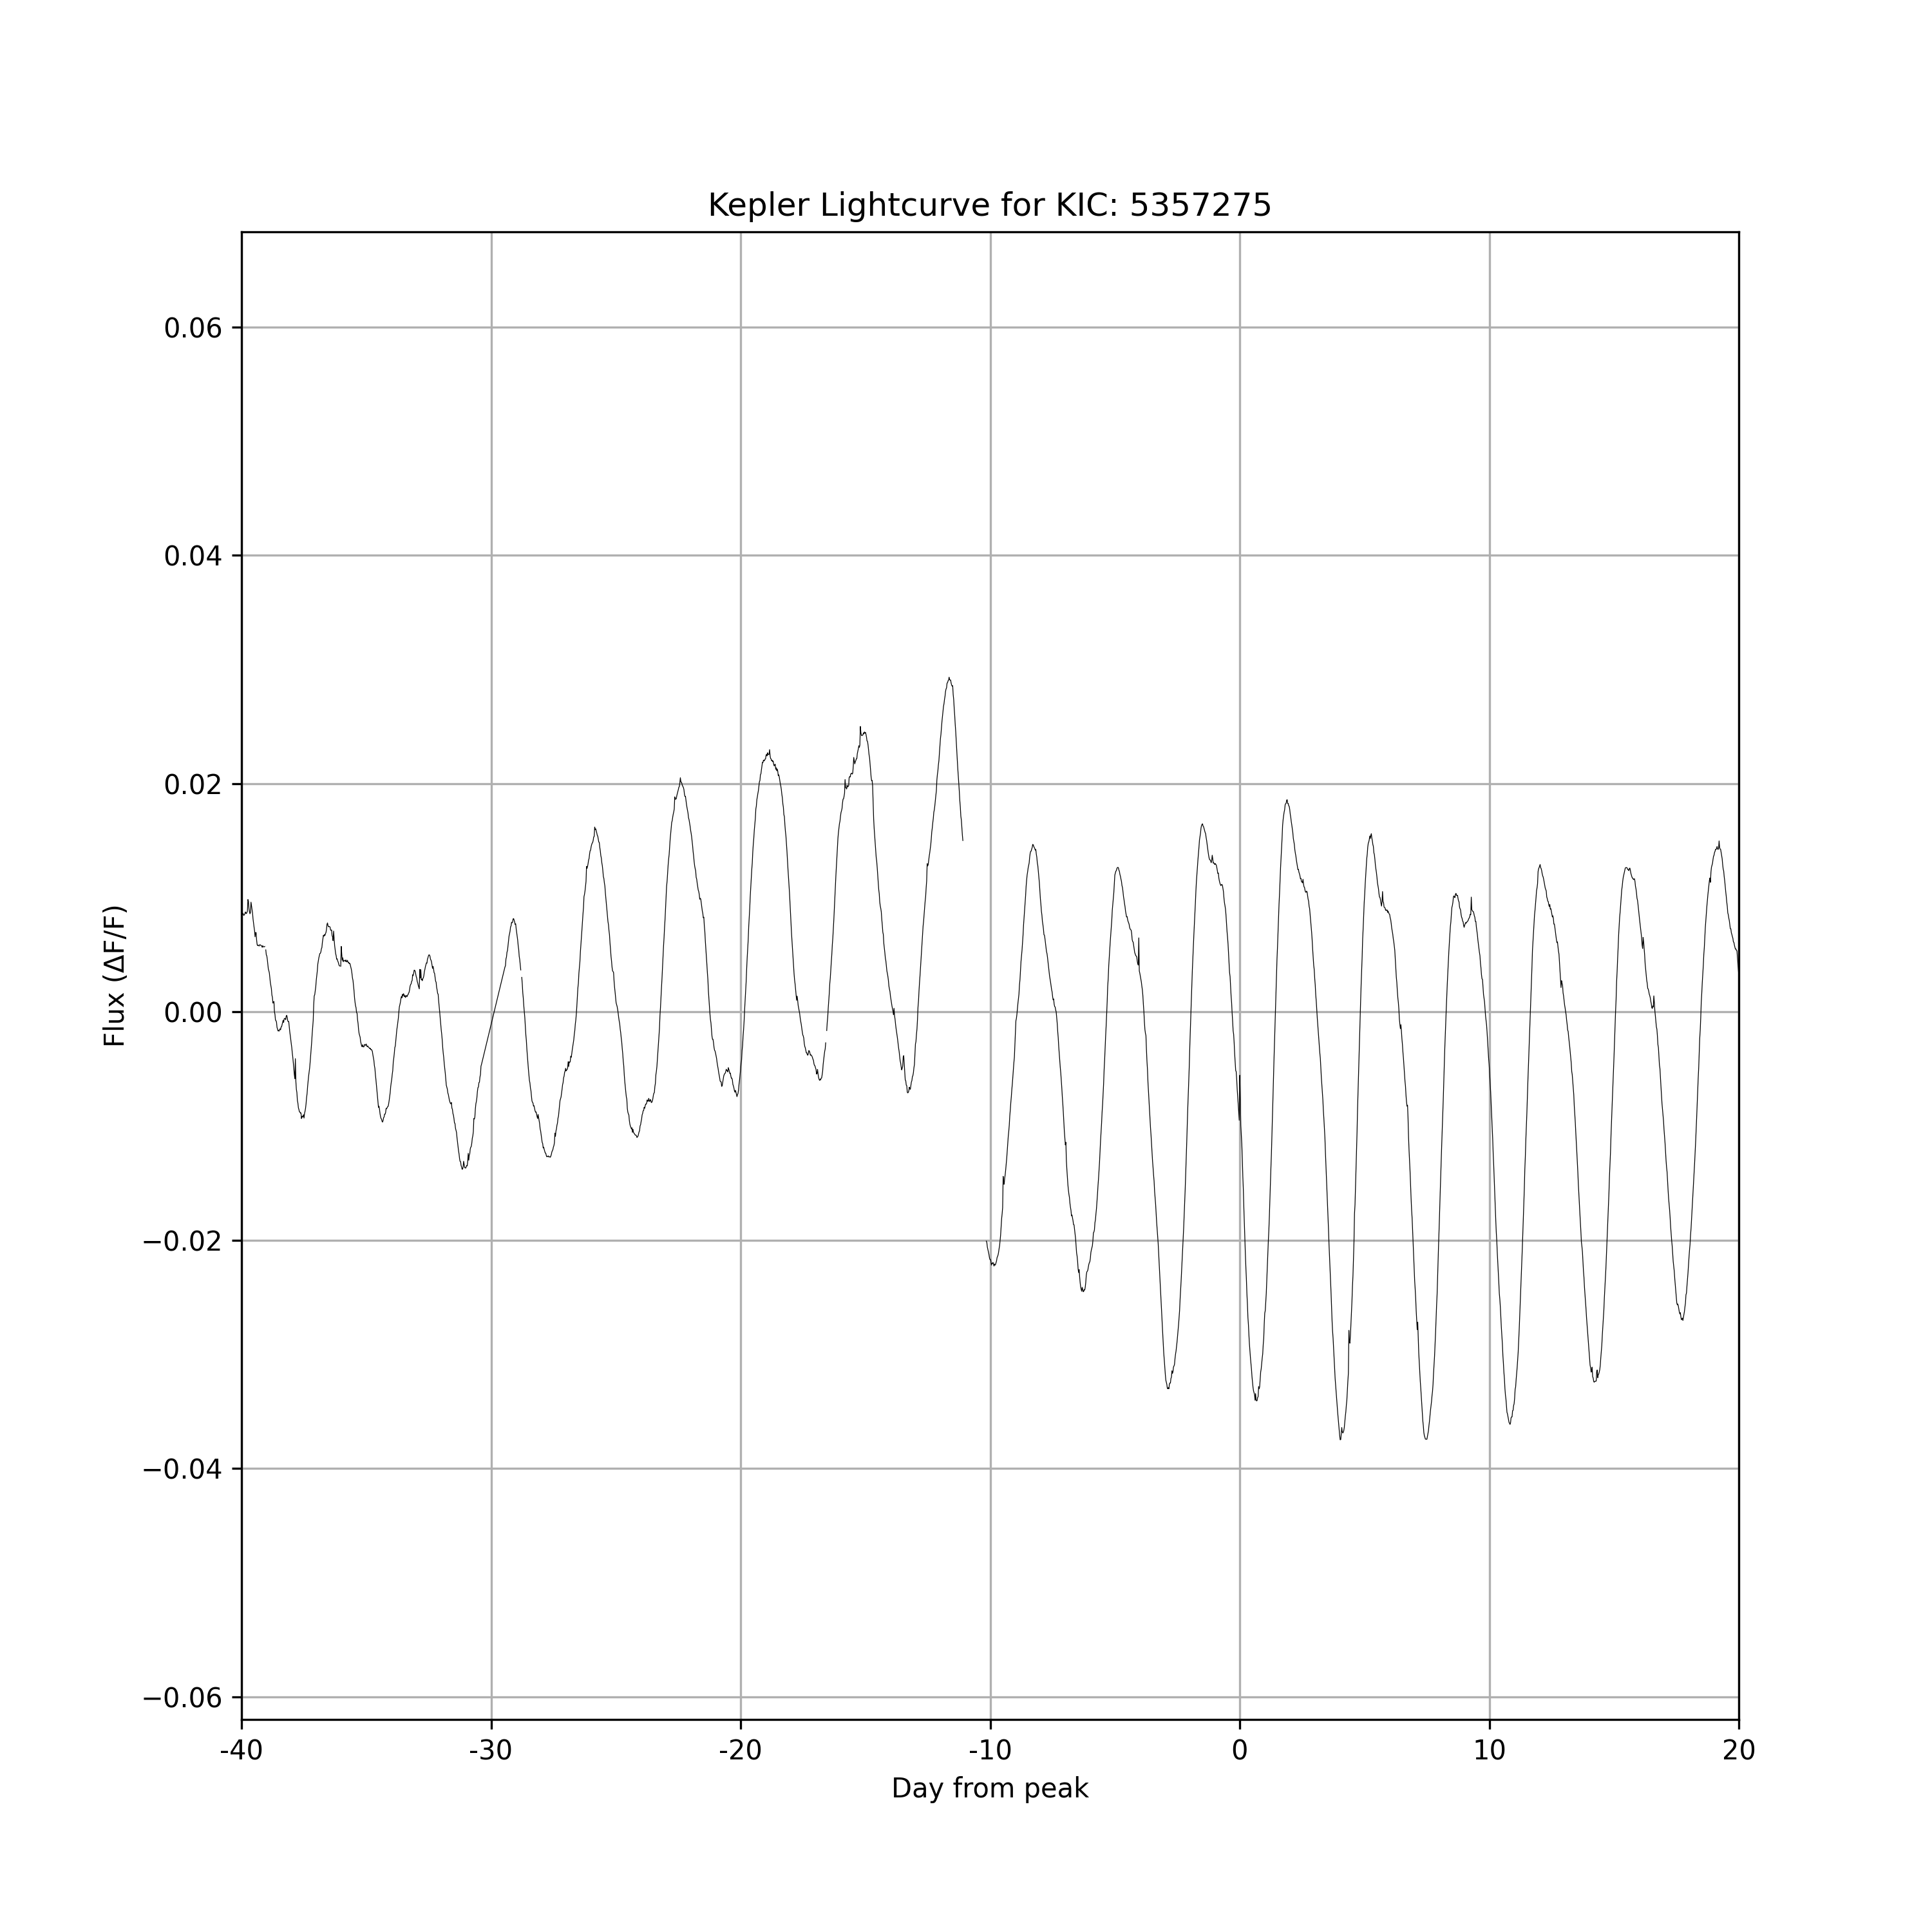 Kepler Lightcurve for KIC: 5357275
0.06
0.04
0.02
0.00
−0.02
−0.04
−0.06
Flux (ΔF/F)
-40 -30 -20 -10 0 10 20
Day from peak